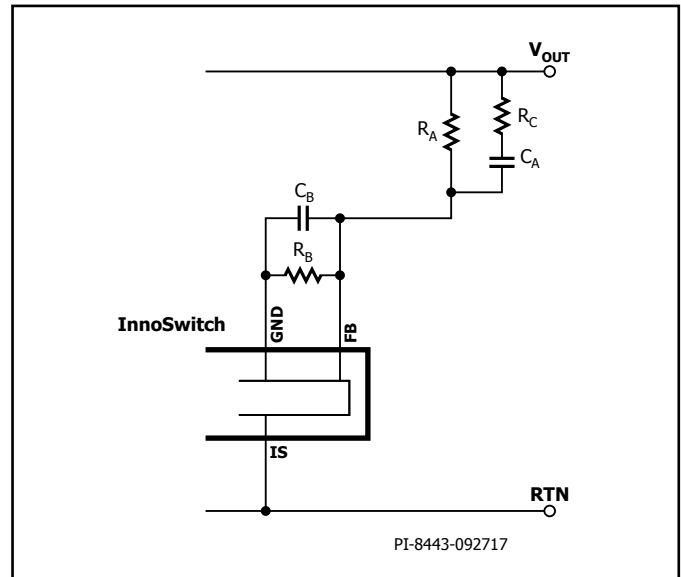 VOUT
RA
RC
CA
CB
RB
InnoSwitch
GND
FB
IS
RTN
PI-8443-092717